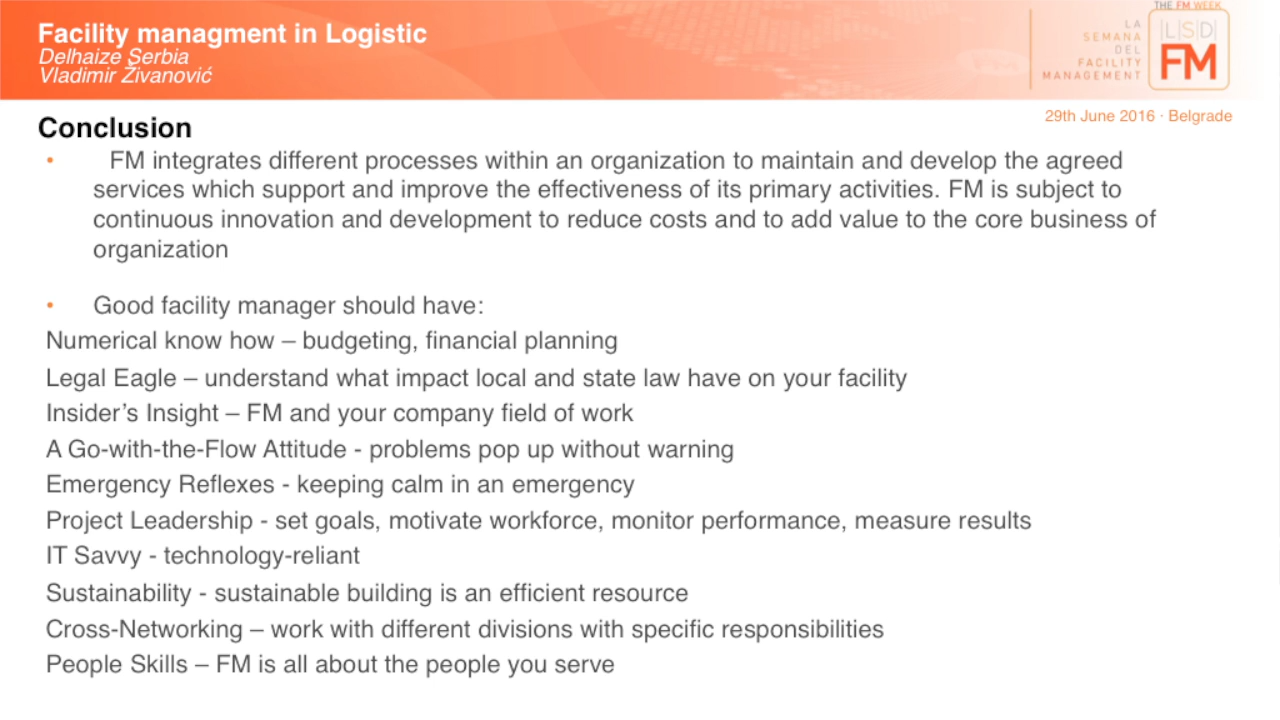 Facility managment in Logistic
Delhaize Serbia
Vladimir Živanović
THE FM WEEK
LA
SEMANA
DEL
FACILITY
MANAGEMENT
|L|S|D|
FM
29th June 2016 · Belgrade
Conclusion
• FM integrates different processes within an organization to maintain and develop the agreed
services which support and improve the effectiveness of its primary activities. FM is subject to
continuous innovation and development to reduce costs and to add value to the core business of
organization
• Good facility manager should have:
Numerical know how – budgeting, financial planning
Legal Eagle – understand what impact local and state law have on your facility
Insider’s Insight – FM and your company field of work
A Go-with-the-Flow Attitude - problems pop up without warning
Emergency Reflexes - keeping calm in an emergency
Project Leadership - set goals, motivate workforce, monitor performance, measure results
IT Savvy - technology-reliant
Sustainability - sustainable building is an efficient resource
Cross-Networking – work with different divisions with specific responsibilities
People Skills – FM is all about the people you serve